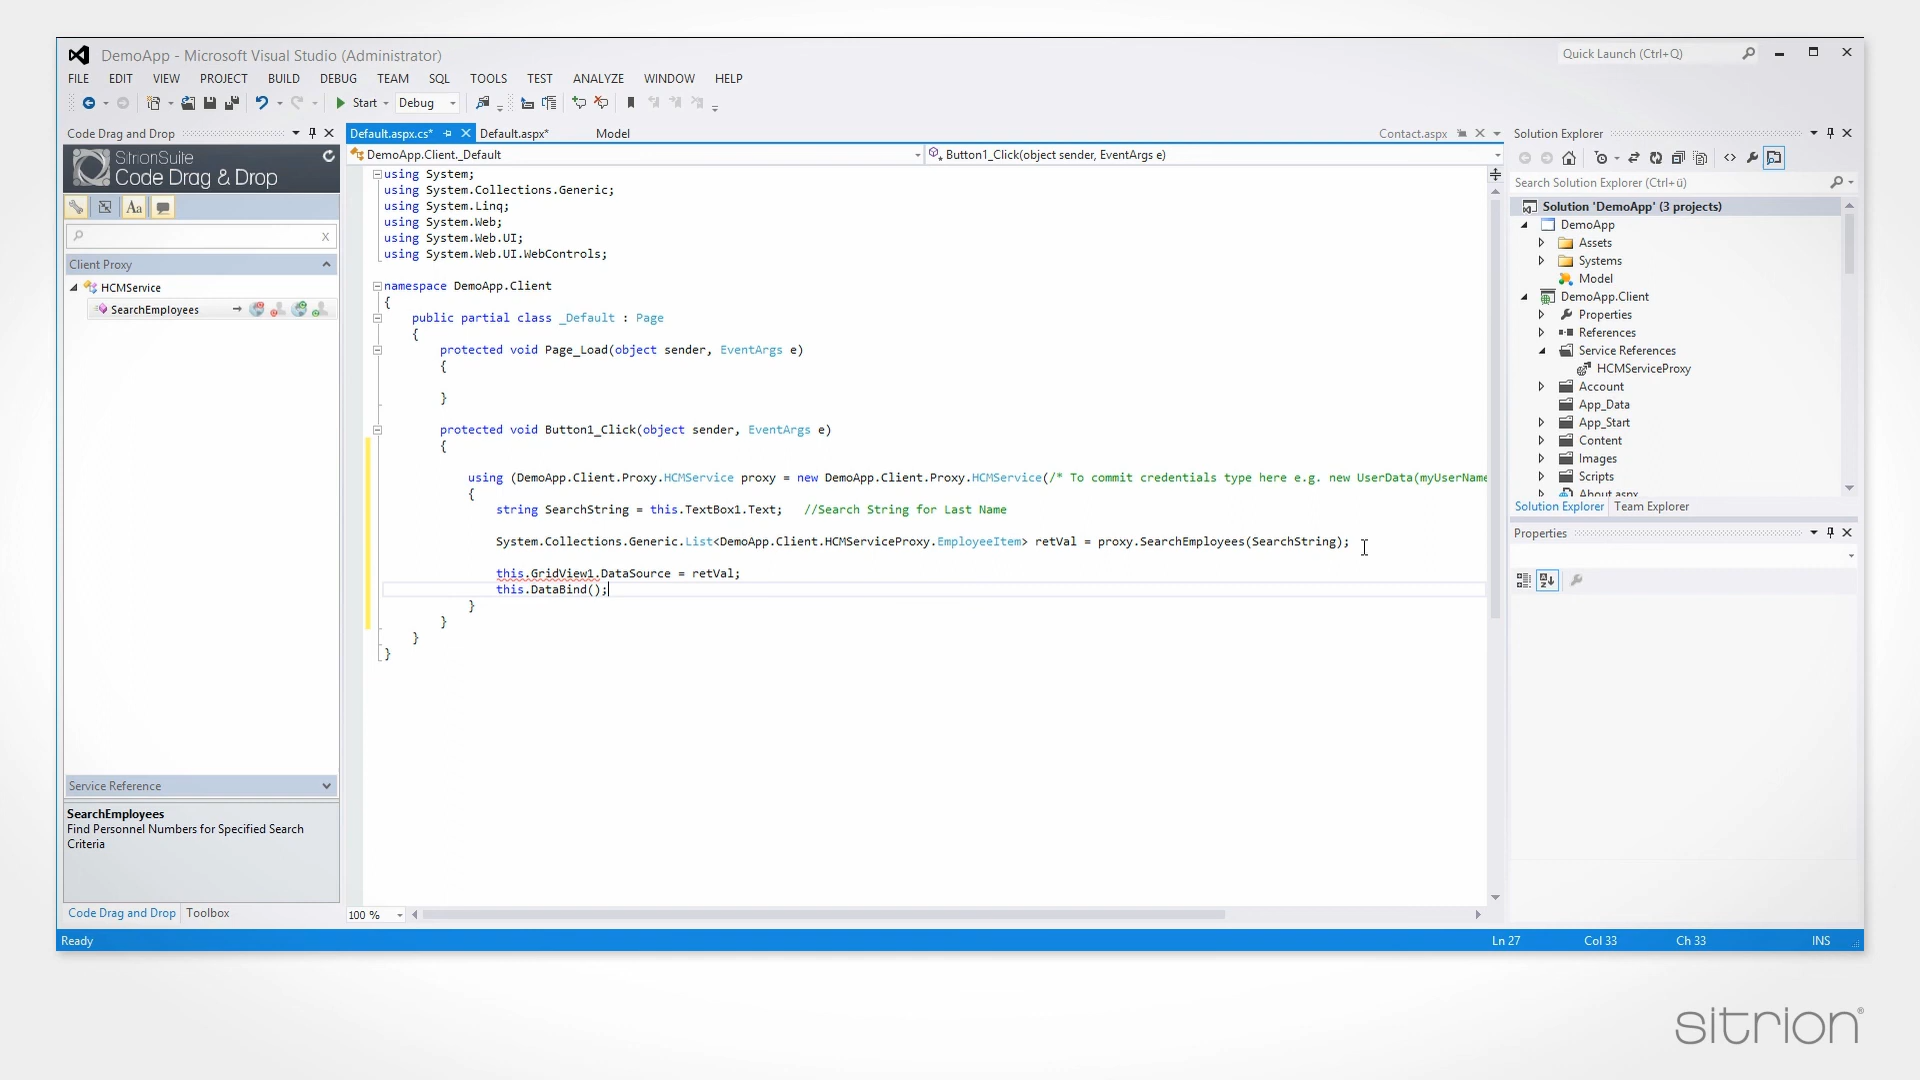 DemoApp - Microsoft Visual Studio (Administrator)
Quick Launch (Ctrl+Q)
FILE EDIT VIEW PROJECT BUILD DEBUG TEAM SQL TOOLS TEST ANALYZE WINDOW HELP
Start Debug
Code Drag and Drop
SitrionSuite
Code Drag & Drop
Aa
X
Client Proxy
HCMService
SearchEmployees
Service Reference
SearchEmployees
Find Personnel Numbers for Specified Search
Criteria
Code Drag and Drop Toolbox
Default.aspx.cs* Default.aspx* Model Contact.aspx
DemoApp.Client._Default Button1_Click(object sender, EventArgs e)
using System;
using System.Collections.Generic;
using System.Linq;
using System.Web;
using System.Web.UI;
using System.Web.UI.WebControls;
namespace DemoApp.Client
{
public partial class _Default : Page
{
protected void Page_Load(object sender, EventArgs e)
{
}
protected void Button1_Click(object sender, EventArgs e)
{
using (DemoApp.Client.Proxy.HCMService proxy = new DemoApp.Client.Proxy.HCMService(/* To commit credentials type here e.g. new UserData(myUserName
{
string SearchString = this.TextBox1.Text; //Search String for Last Name
System.Collections.Generic.List<DemoApp.Client.HCMServiceProxy.EmployeeItem> retVal = proxy.SearchEmployees(SearchString);
this.GridView1.DataSource = retVal;
this.DataBind();
}
}
}
}
100 %
Solution Explorer
Search Solution Explorer (Ctrl+ü)
Solution 'DemoApp' (3 projects)
DemoApp
Assets
Systems
Model
DemoApp.Client
Properties
References
Service References
HCMServiceProxy
Account
App_Data
App_Start
Content
Images
Scripts
About.aspx
Solution Explorer Team Explorer
Properties
Ready Ln 27 Col 33 Ch 33 INS
sitrion®